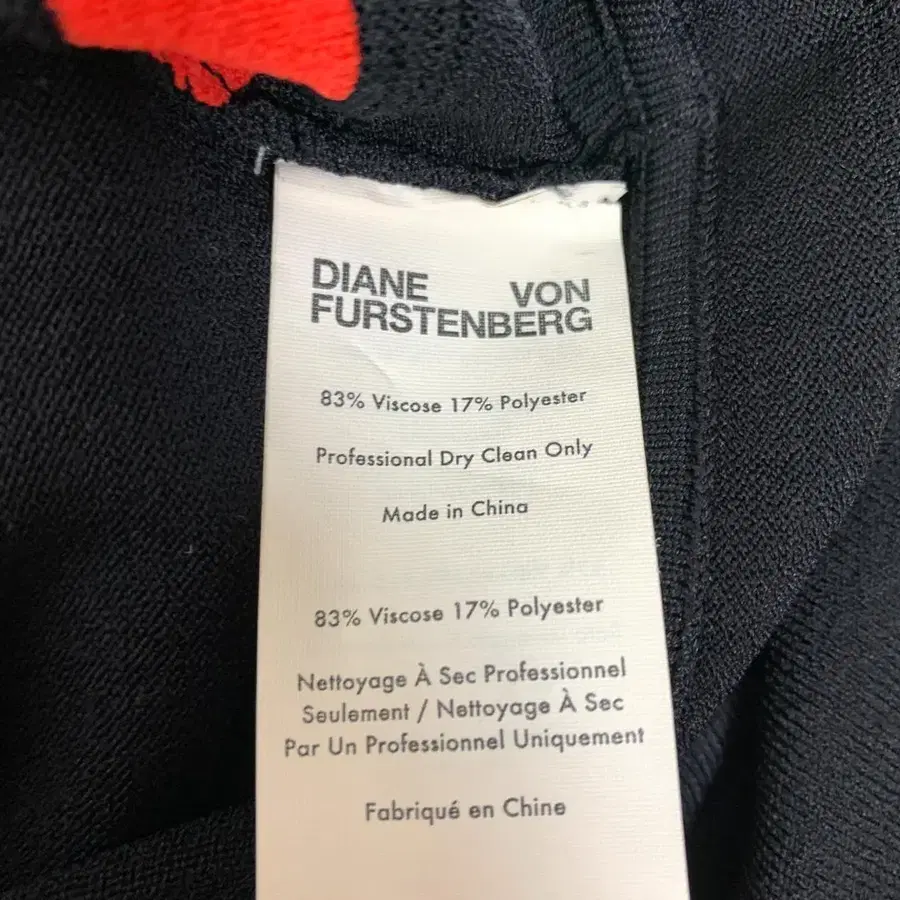 DIANE VON
FURSTENBERG
83% Viscose 17% Polyester
Professional Dry Clean Only
Made in China
83% Viscose 17% Polyester
Nettoyage À Sec Professionnel
Seulement / Nettoyage À Sec
Par Un Professionnel Uniquement
Fabriqué en Chine